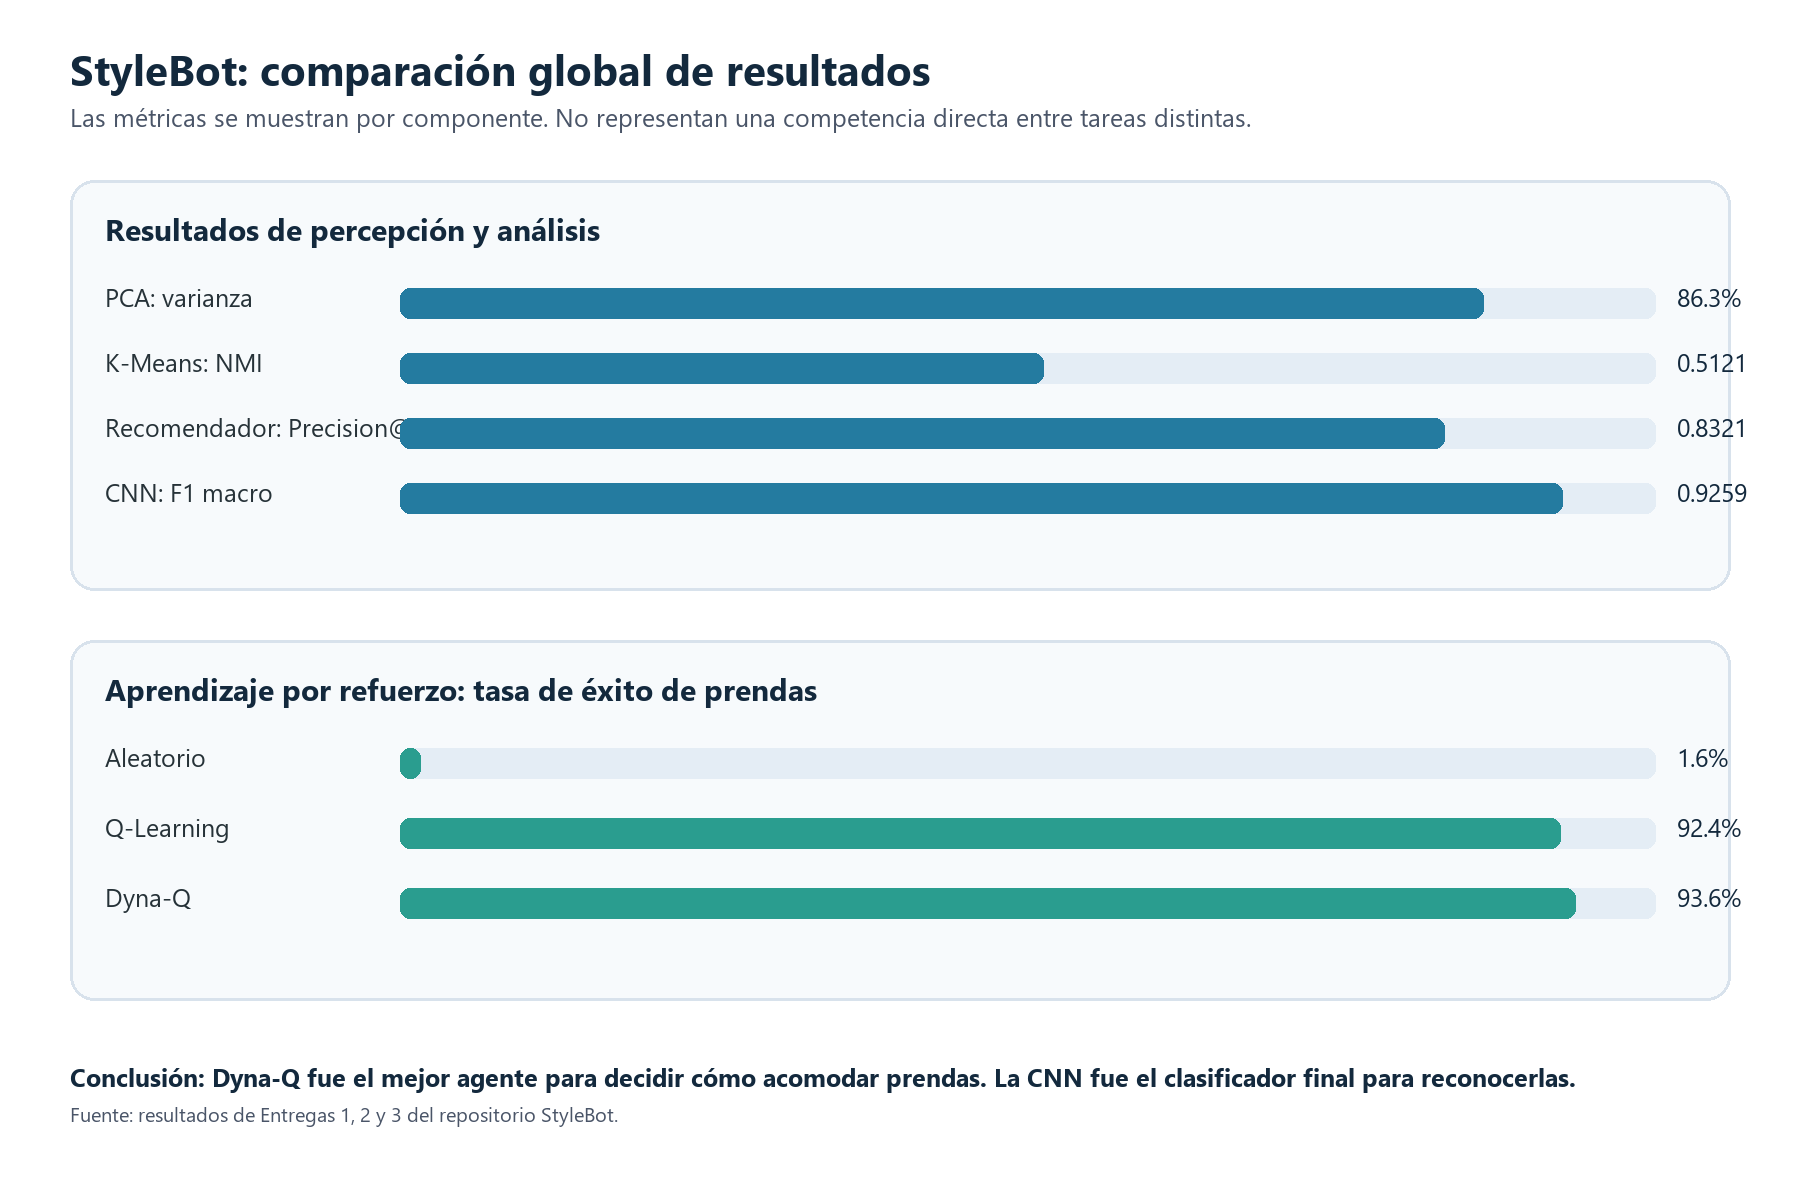 StyleBot: comparación global de resultados
Las métricas se muestran por componente. No representan una competencia directa entre tareas distintas.
Resultados de percepción y análisis
PCA: varianza 86.3%
K-Means: NMI 0.5121
Recomendador: Precision@ 0.8321
CNN: F1 macro 0.9259
Aprendizaje por refuerzo: tasa de éxito de prendas
Aleatorio 1.6%
Q-Learning 92.4%
Dyna-Q 93.6%
Conclusión: Dyna-Q fue el mejor agente para decidir cómo acomodar prendas. La CNN fue el clasificador final para reconocerlas.
Fuente: resultados de Entregas 1, 2 y 3 del repositorio StyleBot.